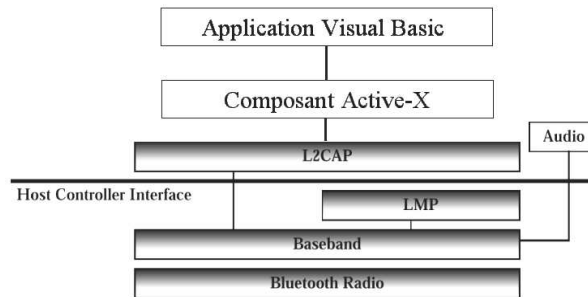 Application Visual Basic
Composant Active-X
Audio
L2CAP
Host Controller Interface
LMP
Baseband
Bluetooth Radio